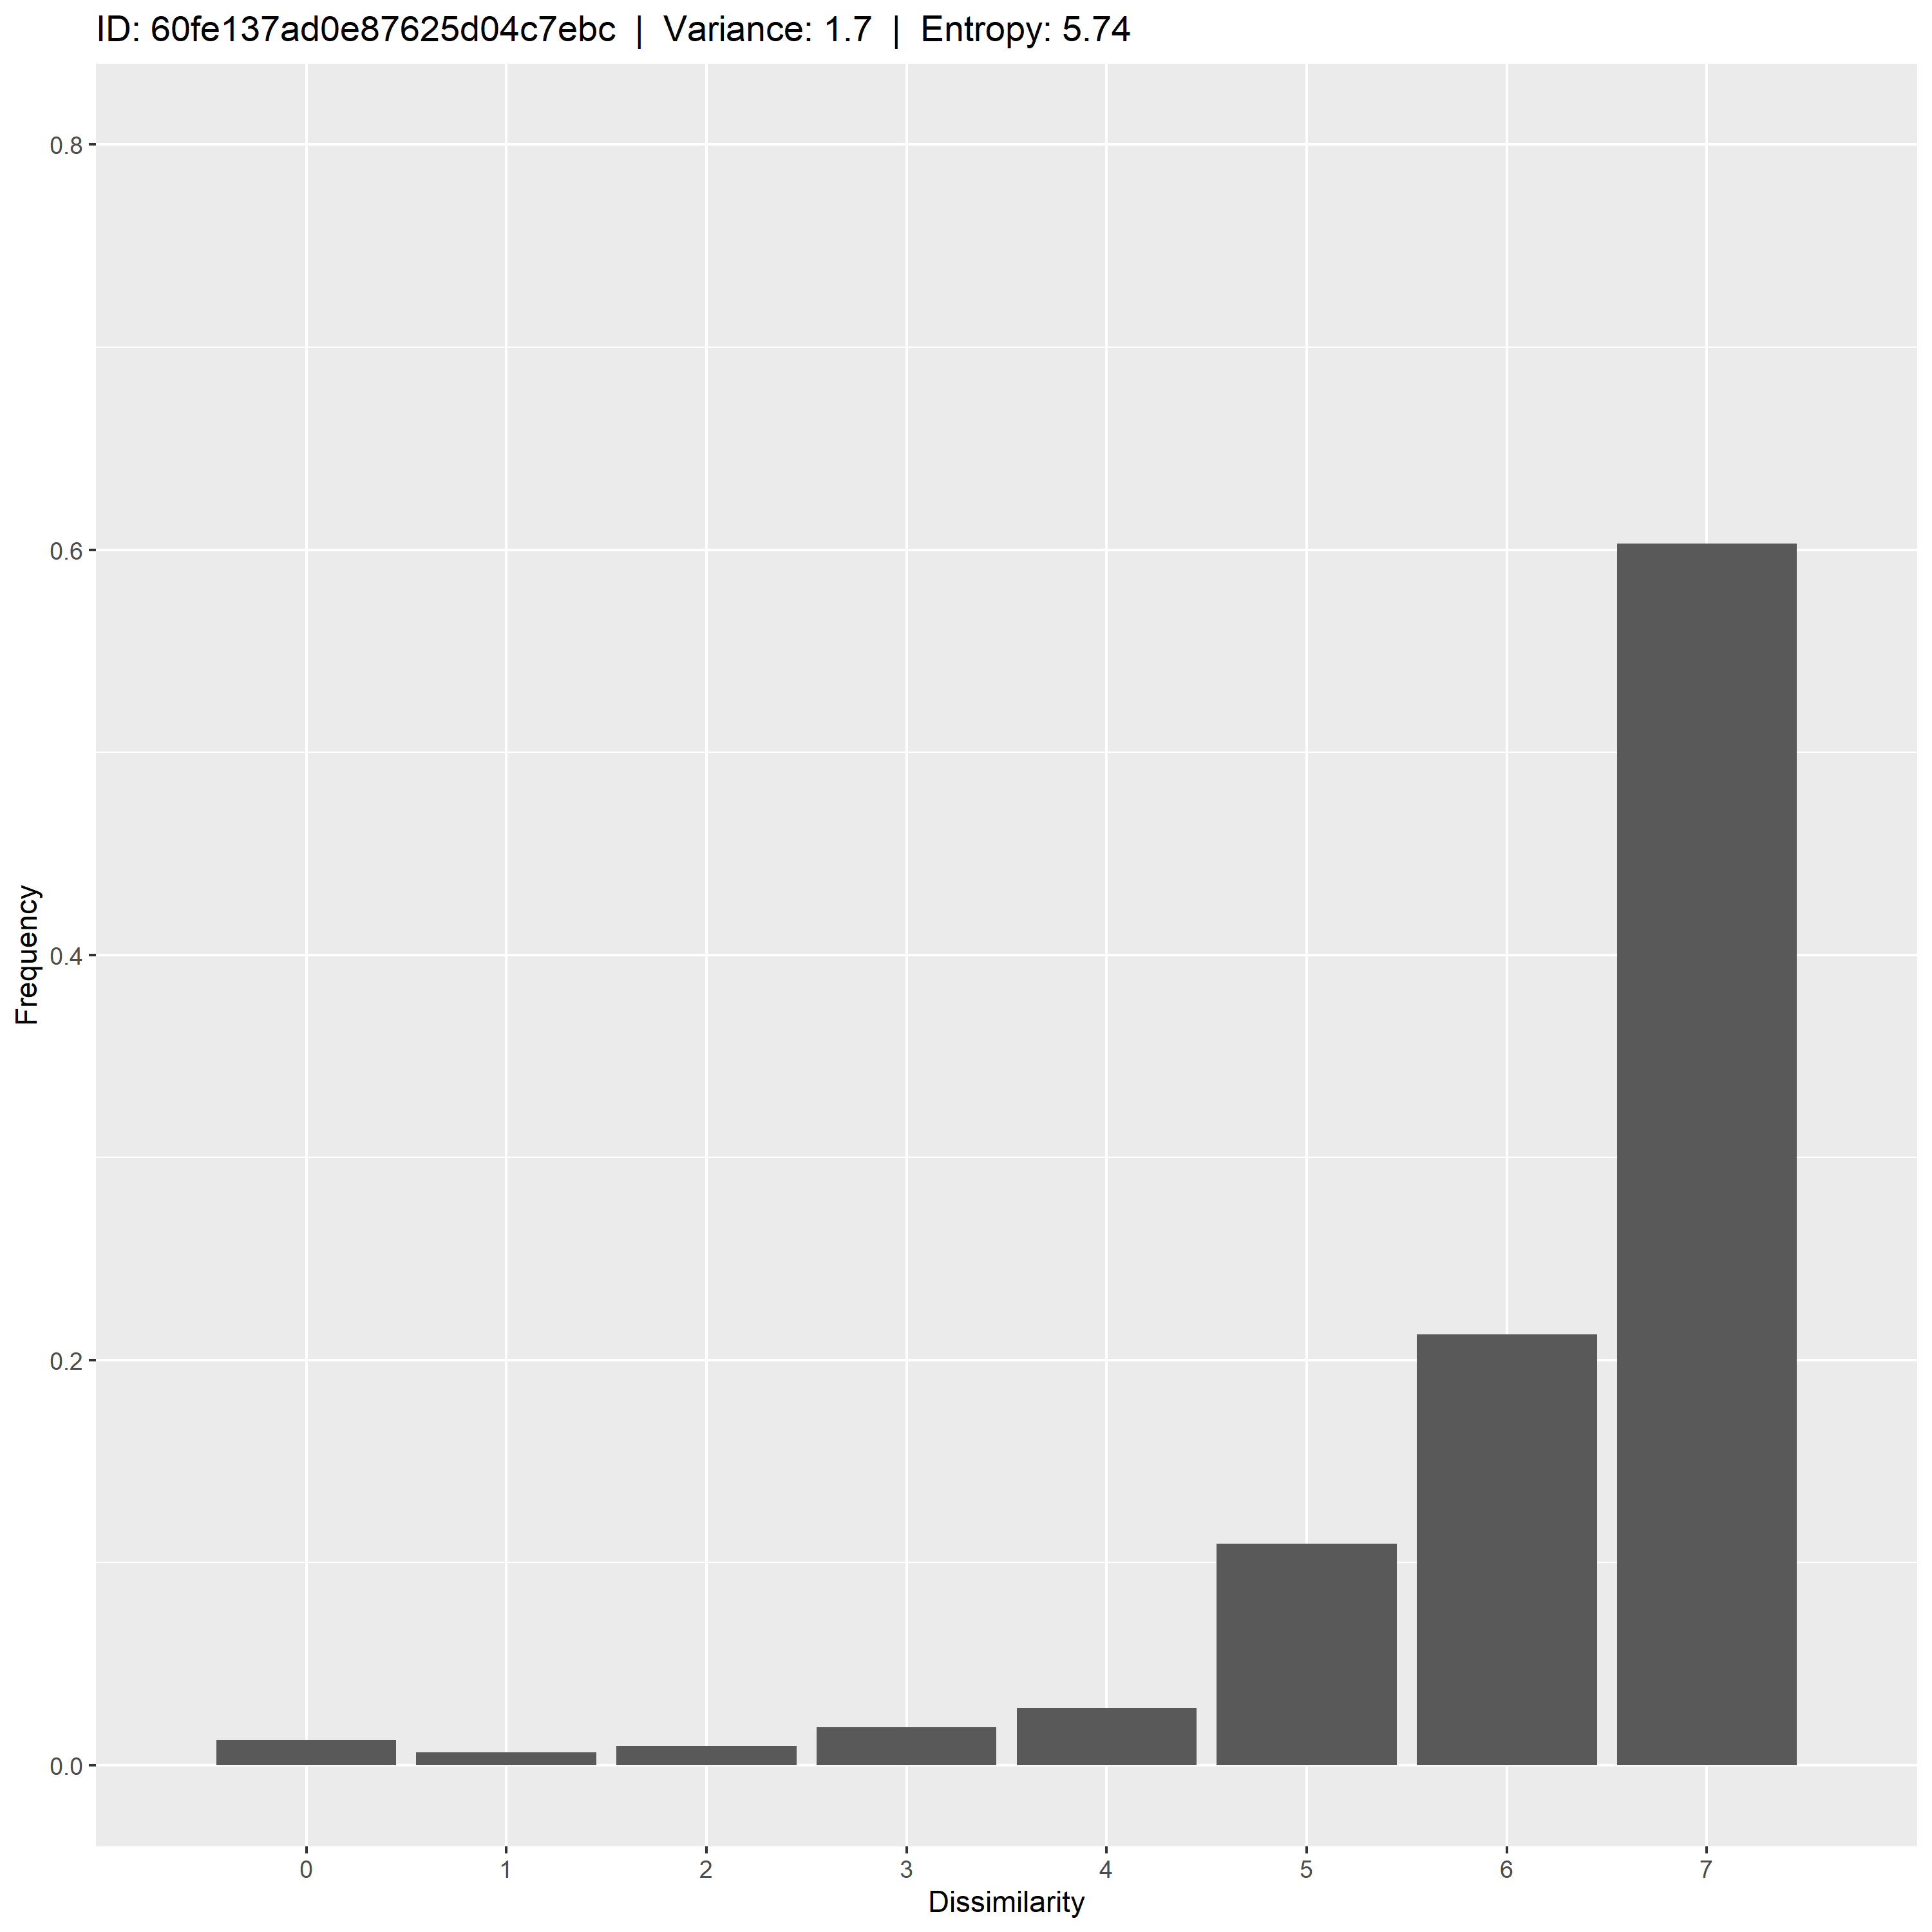 ID: 60fe137ad0e87625d04c7ebc | Variance: 1.7 | Entropy: 5.74
0.8
0.6
0.4
0.2
0.0
Frequency
0 1 2 3 4 5 6 7
Dissimilarity